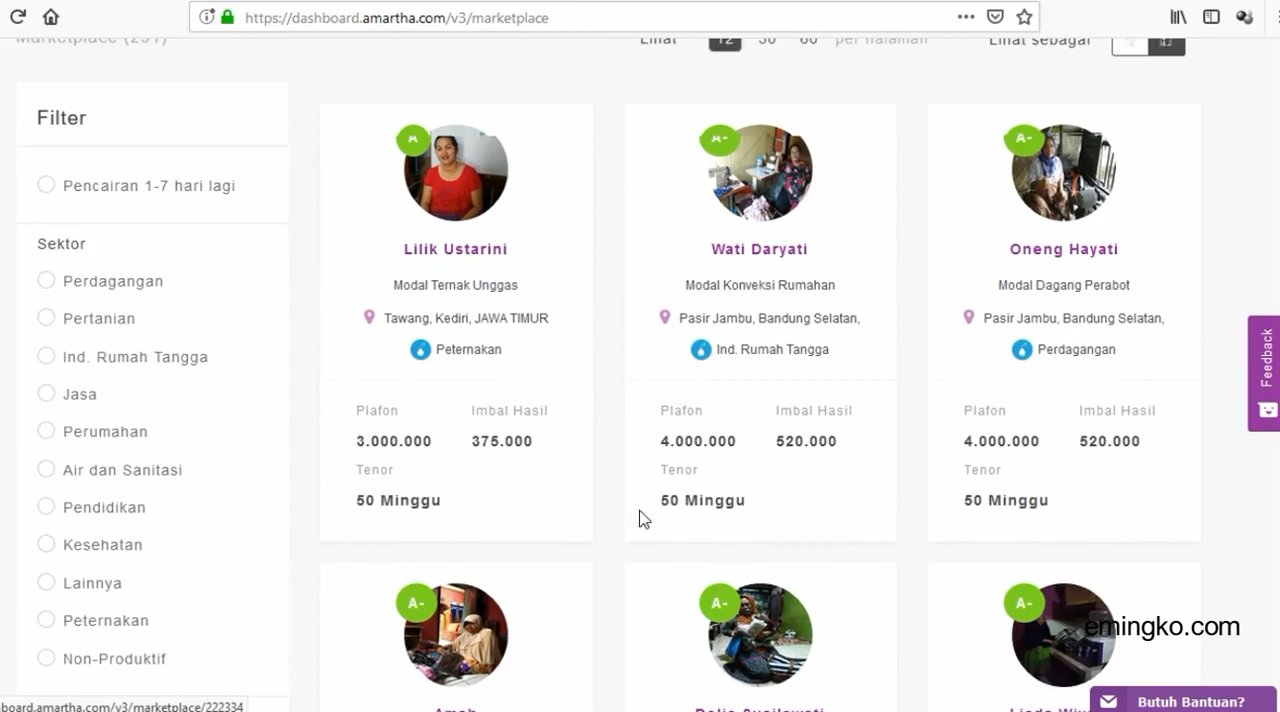 https://dashboard.amartha.com/v3/marketplace
Marketplace (291)
Lihat 12 30 60 per halaman Lihat sebagai
Filter
Pencairan 1-7 hari lagi
Sektor
Perdagangan
Pertanian
Ind. Rumah Tangga
Jasa
Perumahan
Air dan Sanitasi
Pendidikan
Kesehatan
Lainnya
Peternakan
Non-Produktif
A
Lilik Ustarini
Modal Ternak Unggas
Tawang, Kediri, JAWA TIMUR
Peternakan
Plafon Imbal Hasil
3.000.000 375.000
Tenor
50 Minggu
A-
Wati Daryati
Modal Konveksi Rumahan
Pasir Jambu, Bandung Selatan,
Ind. Rumah Tangga
Plafon Imbal Hasil
4.000.000 520.000
Tenor
50 Minggu
A-
Oneng Hayati
Modal Dagang Perabot
Pasir Jambu, Bandung Selatan,
Perdagangan
Plafon Imbal Hasil
4.000.000 520.000
Tenor
50 Minggu
A-
A-
A-
emingko.com
Feedback
Butuh Bantuan?
board.amartha.com/v3/marketplace/222334